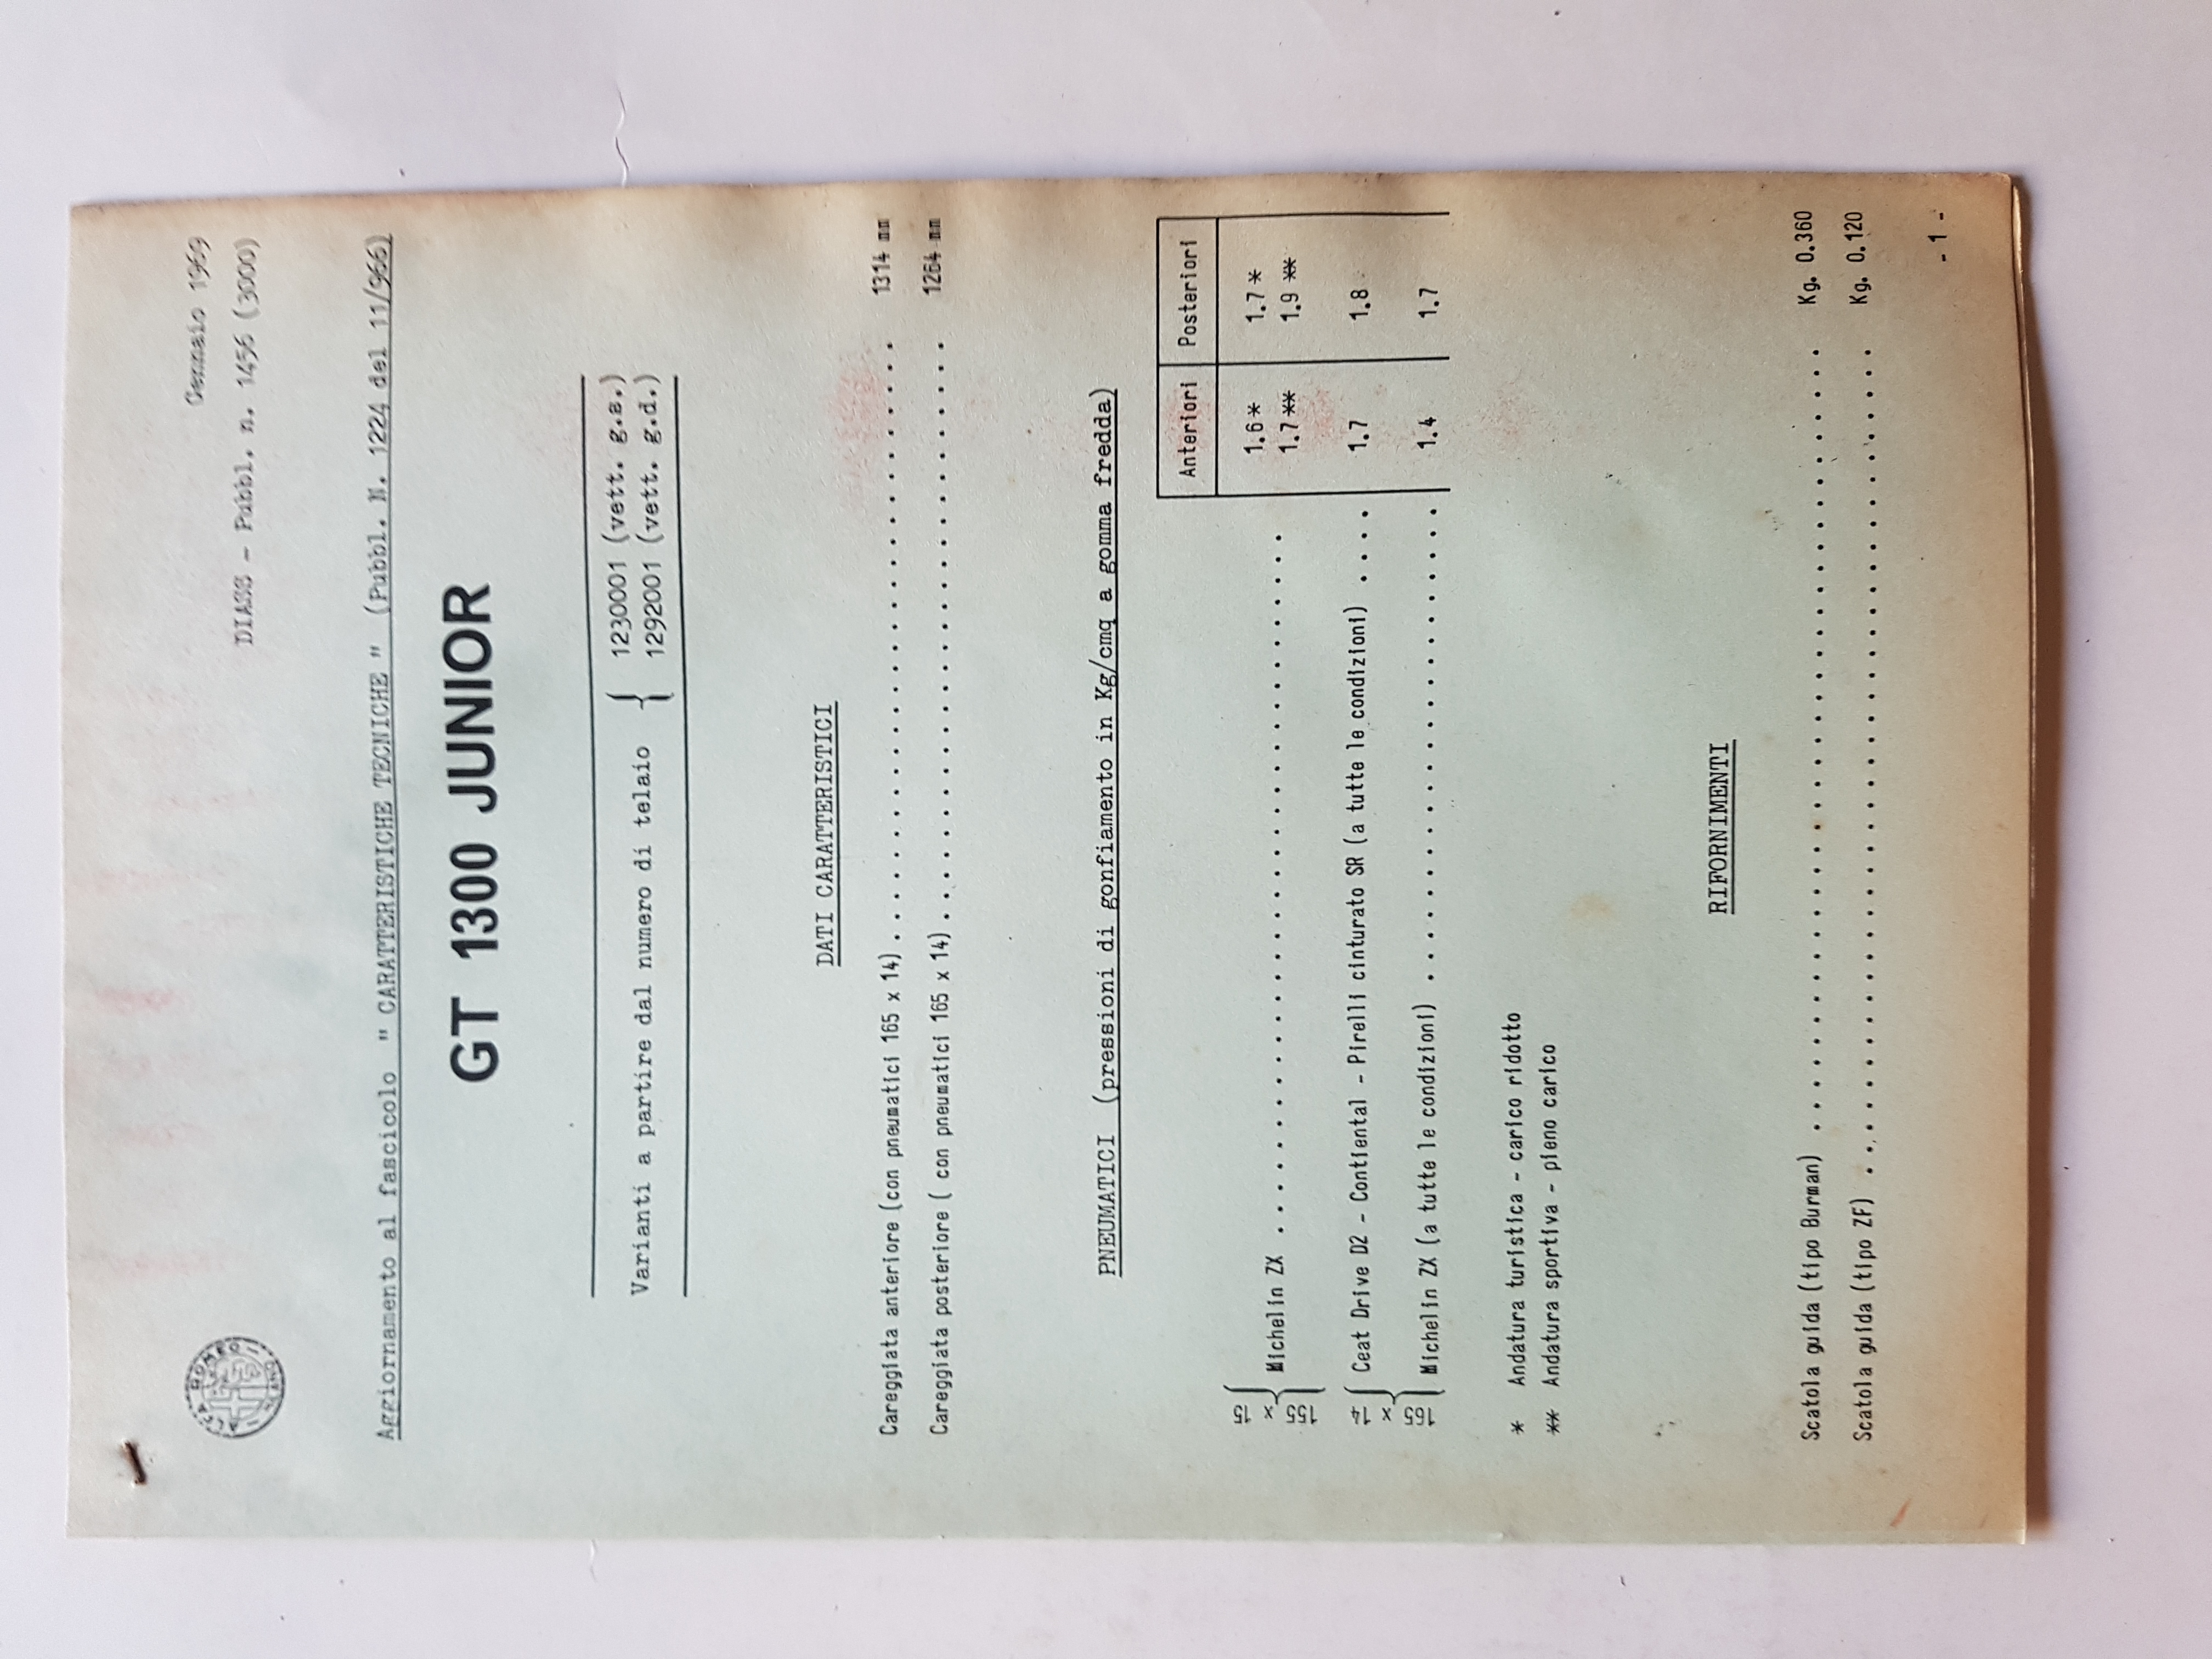 ALFA ROMEO
MILANO
Gennaio 1969
DIASS - Pubbl. n. 1456 (3000)
Aggiornamento al fascicolo " CARATTERISTICHE TECNICHE " (Pubbl. N. 1224 del 11/966)
GT 1300 JUNIOR
Varianti a partire dal numero di telaio { 1230001 (vett. g.s.)
1292001 (vett. g.d.)
DATI CARATTERISTICI
Careggiata anteriore (con pneumatici 165 x 14) . . . . . . . . . . . . . . . . . . . . . . . . . . . . . 1314 mm
Careggiata posteriore ( con pneumatici 165 x 14) . . . . . . . . . . . . . . . . . . . . . . . . . . . . 1264 mm
PNEUMATICI (pressioni di gonfiamento in Kg/cmq a gomma fredda)
Anteriori Posteriori
155 x 15 { Michelin ZX . . . . . . . . . . . . . . . . . . . . . . . . . . . . . . . . 1.6 * 1.7 *
1.7 ** 1.9 **
165 x 14 { Ceat Drive D2 - Contiental - Pirelli cinturato SR (a tutte le condizioni) . . . . 1.7 1.8
Michelin ZX (a tutte le condizioni) . . . . . . . . . . . . . . . . . . . . . . 1.4 1.7
* Andatura turistica - carico ridotto
** Andatura sportiva - pieno carico
RIFORNIMENTI
Scatola guida (tipo Burman) . . . . . . . . . . . . . . . . . . . . . . . . . . . . . . . . . . . . Kg. 0.360
Scatola guida (tipo ZF) . . . . . . . . . . . . . . . . . . . . . . . . . . . . . . . . . . . . . . Kg. 0.120
- 1 -